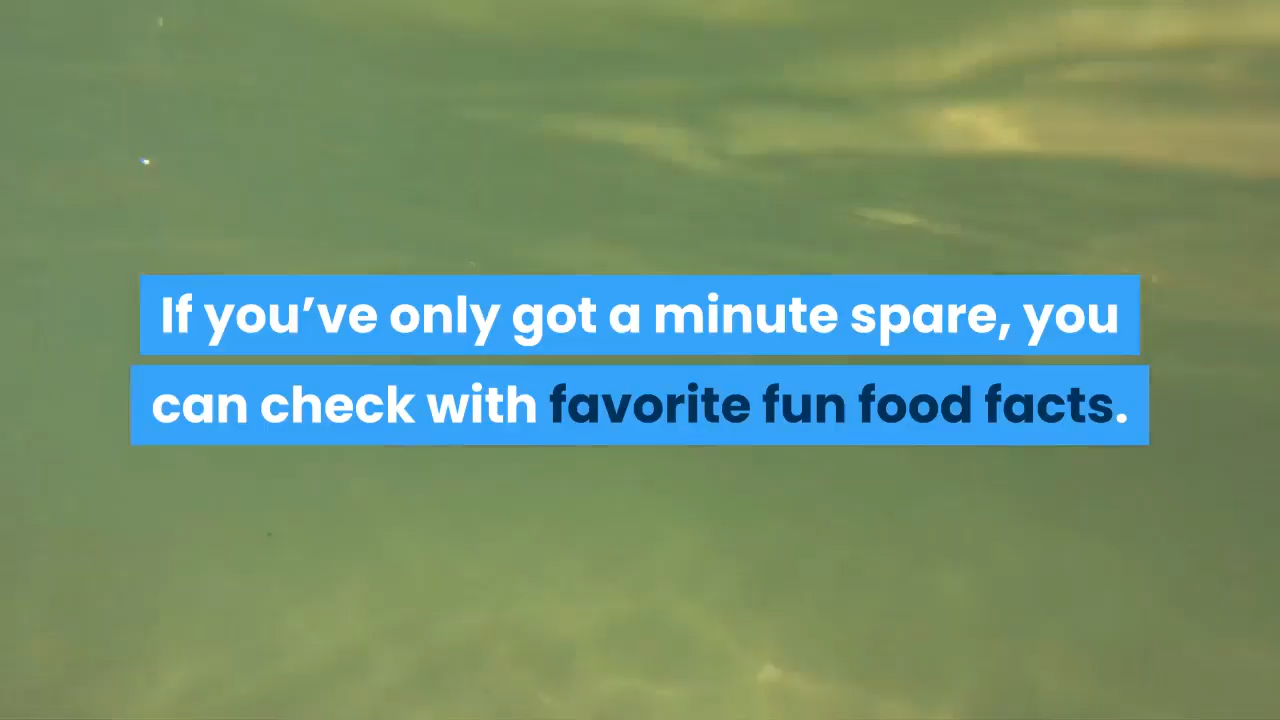 If you’ve only got a minute spare, you
can check with favorite fun food facts.